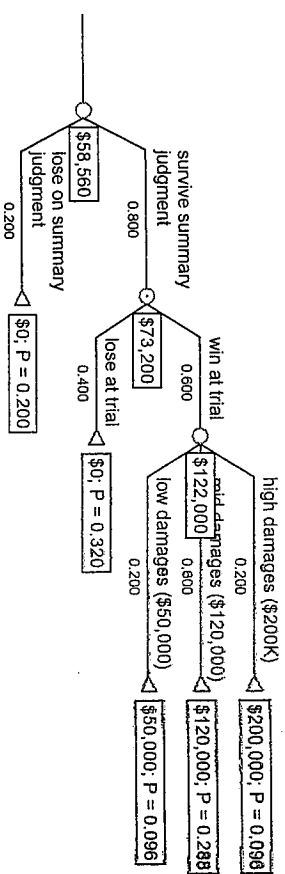 high damages ($200K)
0.200
$200,000; P = 0.096
win at trial
0.600
$122,000
mid damages ($120,000)
0.600
$120,000; P = 0.288
survive summary
judgment
0.800
$73,200
low damages ($50,000)
0.200
$50,000; P = 0.096
lose at trial
0.400
$0; P = 0.320
$58,560
lose on summary
judgment
0.200
$0; P = 0.200